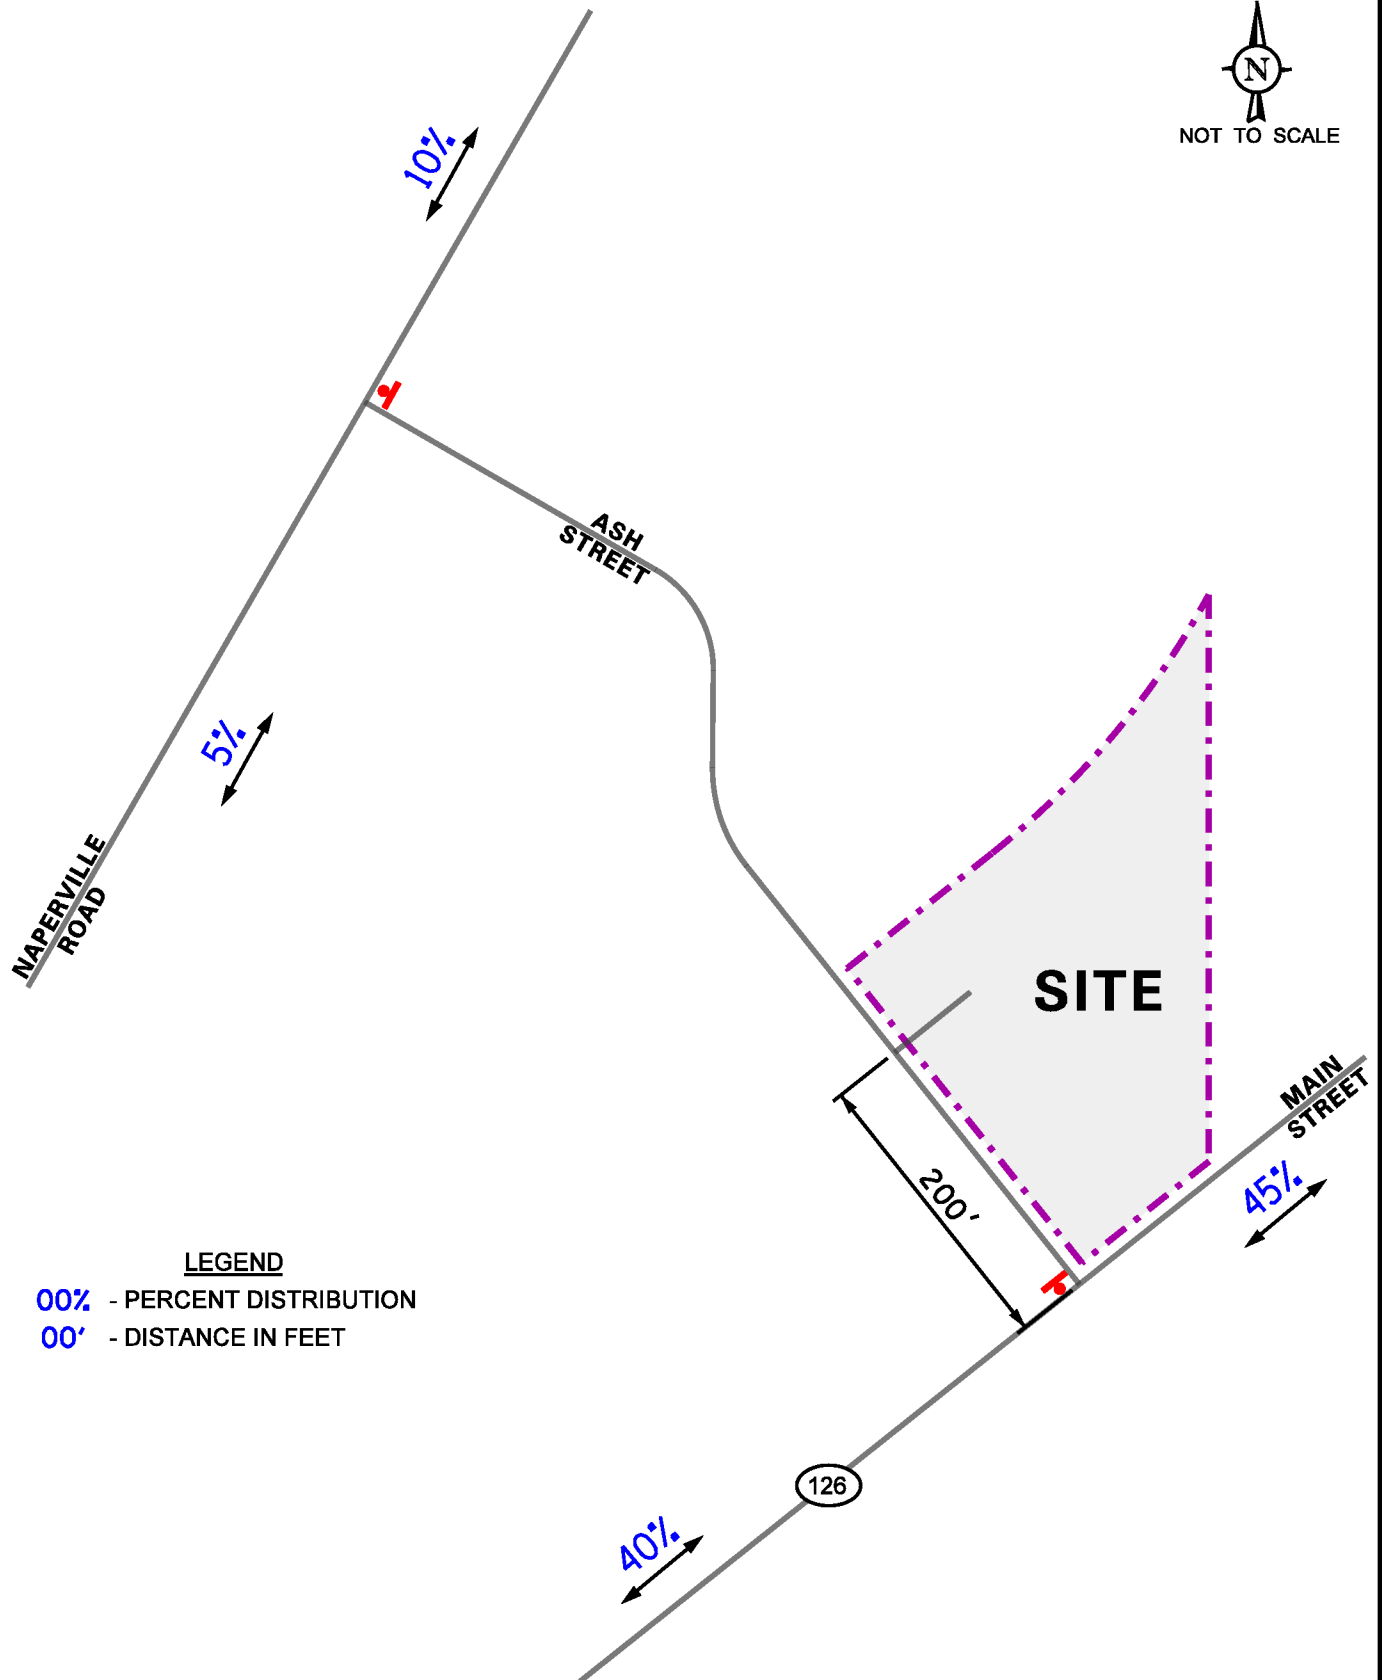 N
NOT TO SCALE
10%
ASH
STREET
5%
NAPERVILLE
ROAD
SITE
MAIN
STREET
200'
45%
LEGEND
00% - PERCENT DISTRIBUTION
00' - DISTANCE IN FEET
126
40%